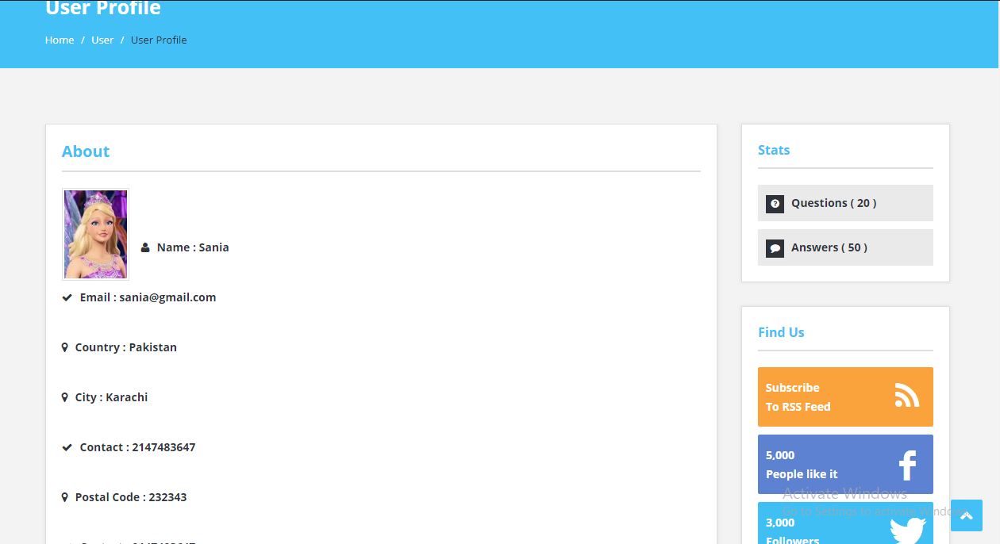 User Profile
Home / User / User Profile
About
Name : Sania
Email : sania@gmail.com
Country : Pakistan
City : Karachi
Contact : 2147483647
Postal Code : 232343
Stats
Questions ( 20 )
Answers ( 50 )
Find Us
Subscribe
To RSS Feed
5,000
People like it
3,000
Followers
Activate Windows
Go to Settings to activate Windows.